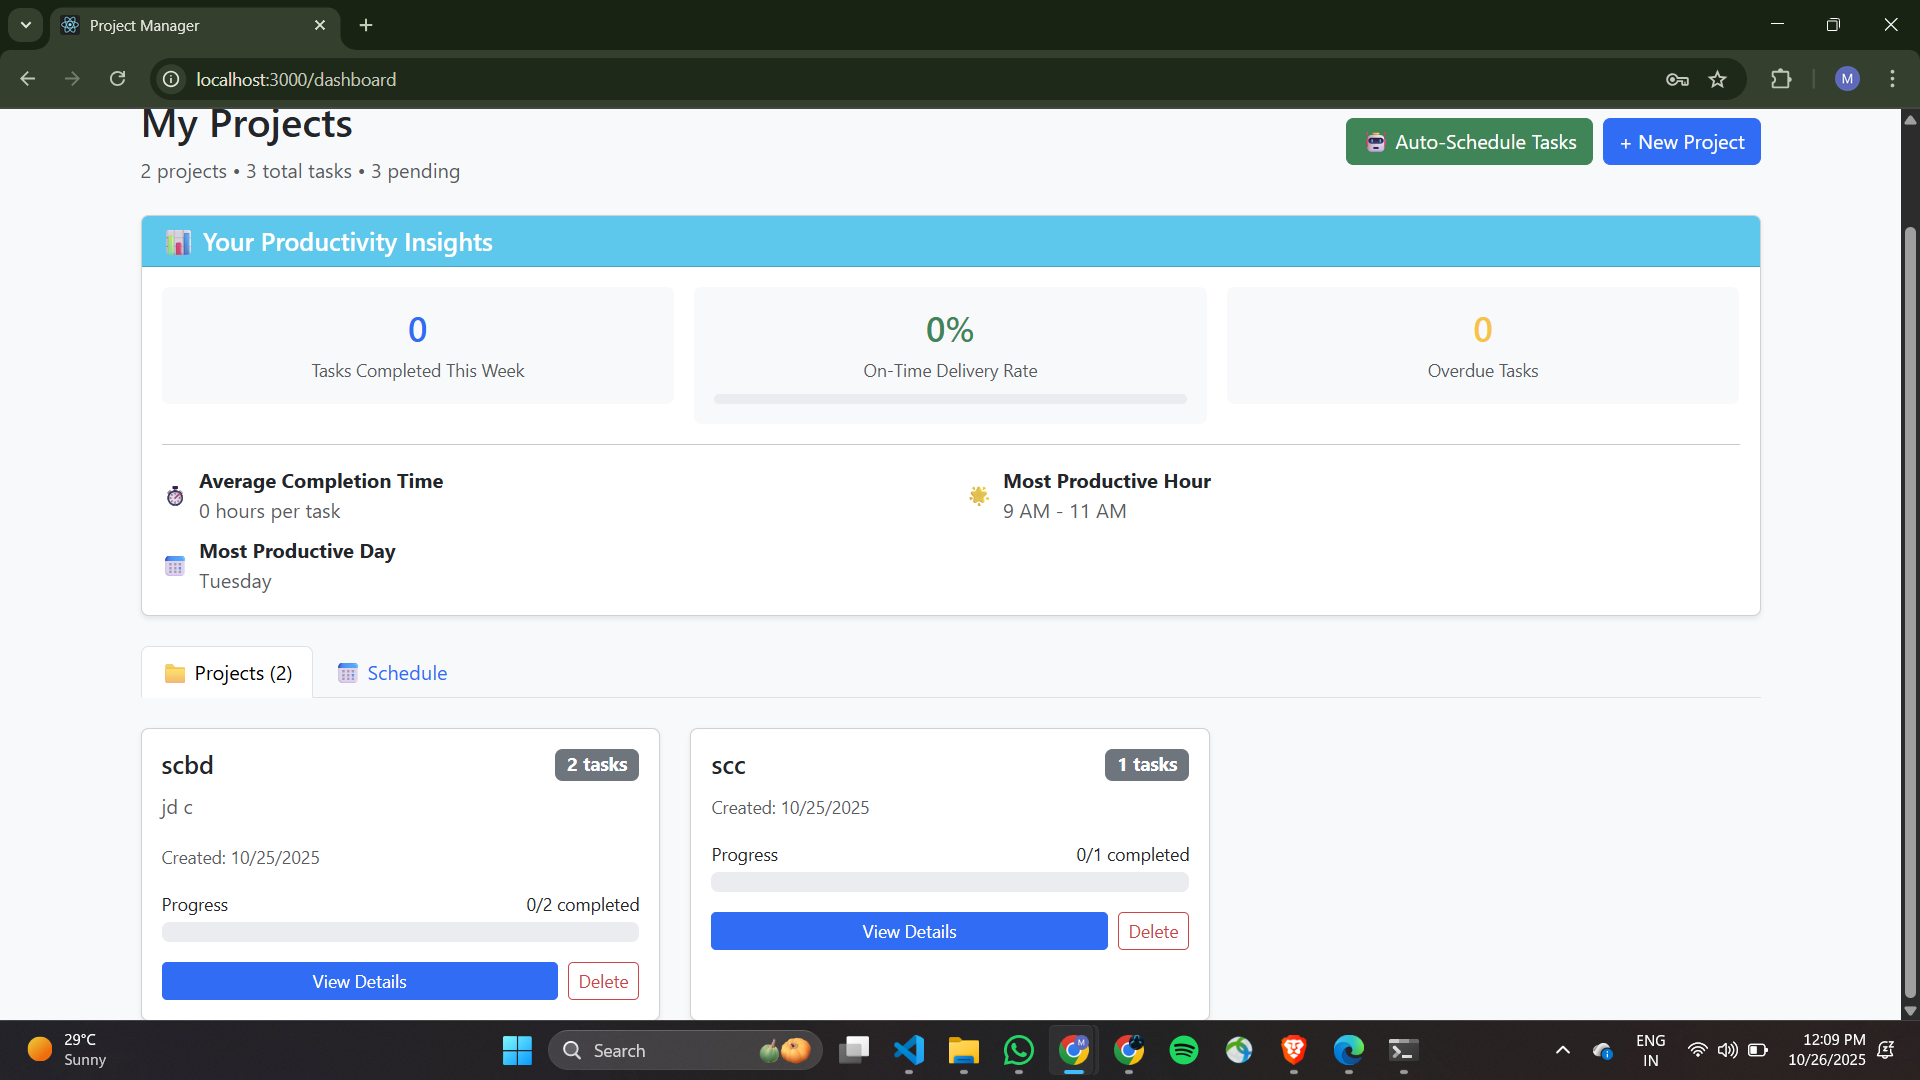 Project Manager
localhost:3000/dashboard
M
My Projects
2 projects • 3 total tasks • 3 pending
Auto-Schedule Tasks
+ New Project
Your Productivity Insights
0
Tasks Completed This Week
0%
On-Time Delivery Rate
0
Overdue Tasks
Average Completion Time
0 hours per task
Most Productive Hour
9 AM - 11 AM
Most Productive Day
Tuesday
Projects (2)
Schedule
scbd
2 tasks
jd c
Created: 10/25/2025
Progress
0/2 completed
View Details
Delete
scc
1 tasks
Created: 10/25/2025
Progress
0/1 completed
View Details
Delete
29°C
Sunny
Search
M
ENG
IN
12:09 PM
10/26/2025